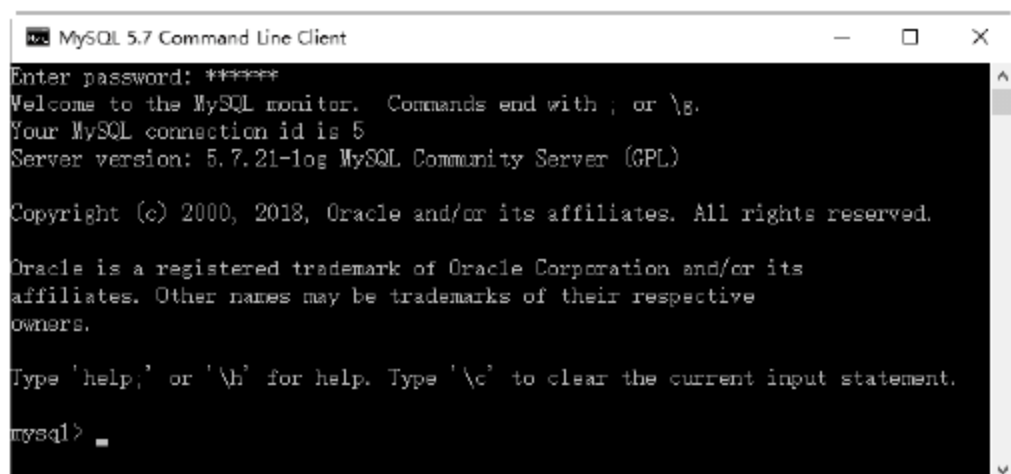 MySQL 5.7 Command Line Client
Enter password: ******
Welcome to the MySQL monitor.  Commands end with ; or \g.
Your MySQL connection id is 5
Server version: 5.7.21-log MySQL Community Server (GPL)
Copyright (c) 2000, 2018, Oracle and/or its affiliates. All rights reserved.
Oracle is a registered trademark of Oracle Corporation and/or its
affiliates. Other names may be trademarks of their respective
owners.
Type 'help;' or '\h' for help. Type '\c' to clear the current input statement.
mysql> _